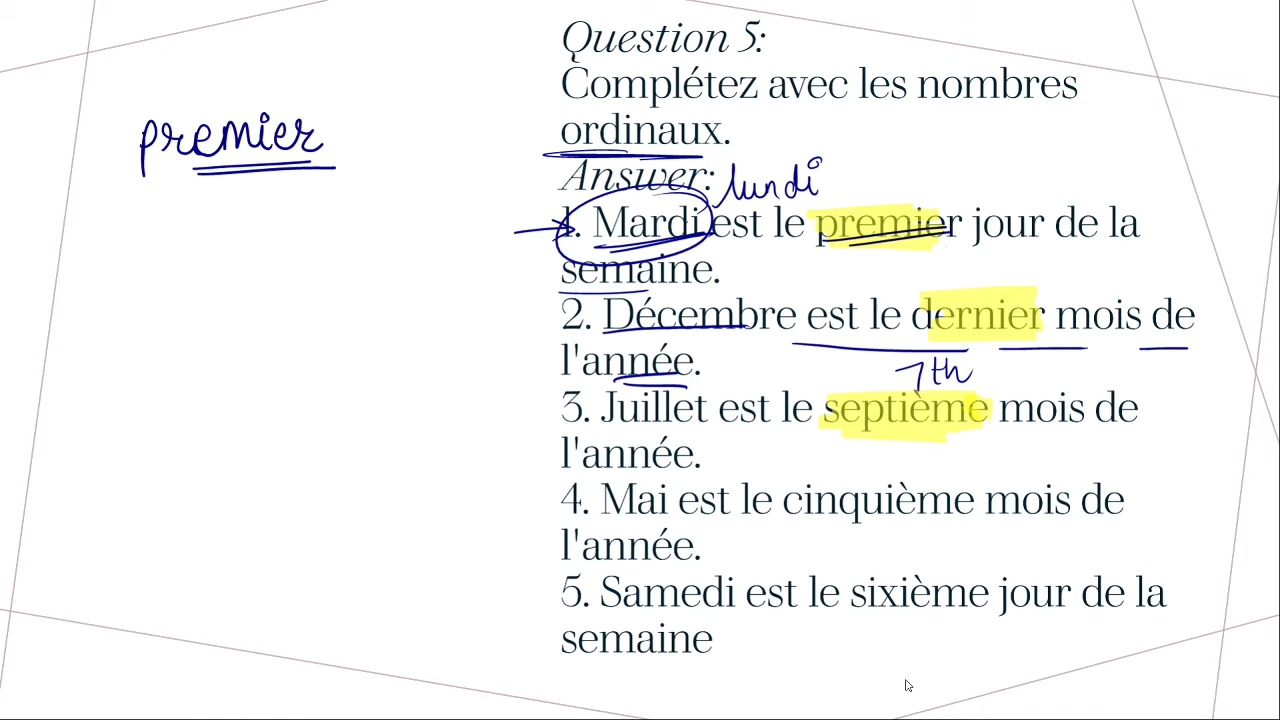 Question 5:
Complétez avec les nombres
ordinaux.
premier
Answer: lundi
1. Mardi est le premier jour de la
semaine.
2. Décembre est le dernier mois de
l'année.
7th
3. Juillet est le septième mois de
l'année.
4. Mai est le cinquième mois de
l'année.
5. Samedi est le sixième jour de la
semaine